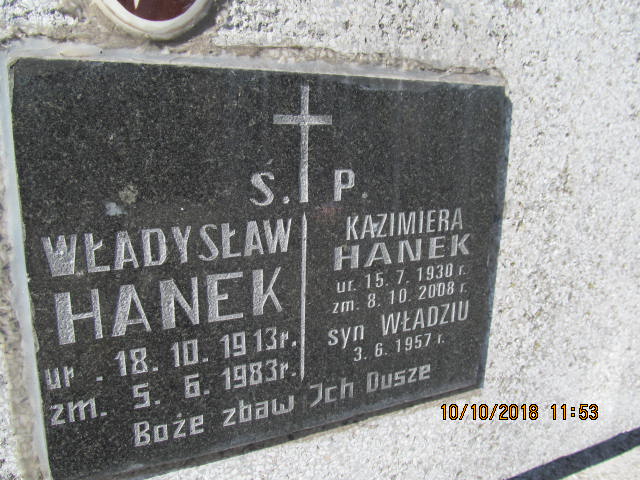 Ś. P.
WŁADYSŁAW
HANEK
ur. 18. 10. 1913r.
zm. 5. 6. 1983r.
KAZIMIERA
HANEK
ur. 15. 7. 1930 r.
zm. 8. 10. 2008 r.
syn WŁADZIU
3. 6. 1957 r.
Boże zbaw Ich Dusze
10/10/2018 11:53